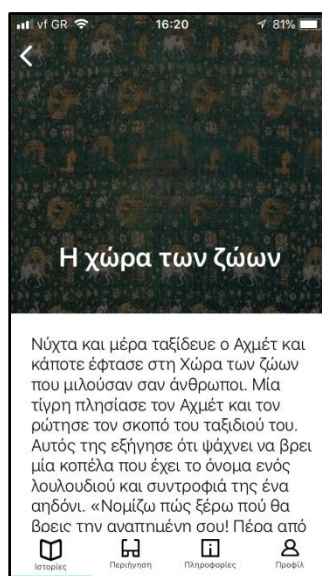 vf GR 16:20 81%
Η χώρα των ζώων
Νύχτα και μέρα ταξίδευε ο Αχμέτ και
κάποτε έφτασε στη Χώρα των ζώων
που μιλούσαν σαν άνθρωποι. Μία
τίγρη πλησίασε τον Αχμέτ και τον
ρώτησε τον σκοπό του ταξιδιού του.
Αυτός της εξήγησε ότι ψάχνει να βρει
μία κοπέλα που έχει το όνομα ενός
λουλουδιού και συντροφιά της ένα
αηδόνι. «Νομίζω πώς ξέρω πού θα
βρεις την αγαπημένη σου! Πέρα από
Ιστορίες Περιήγηση Πληροφορίες Προφίλ